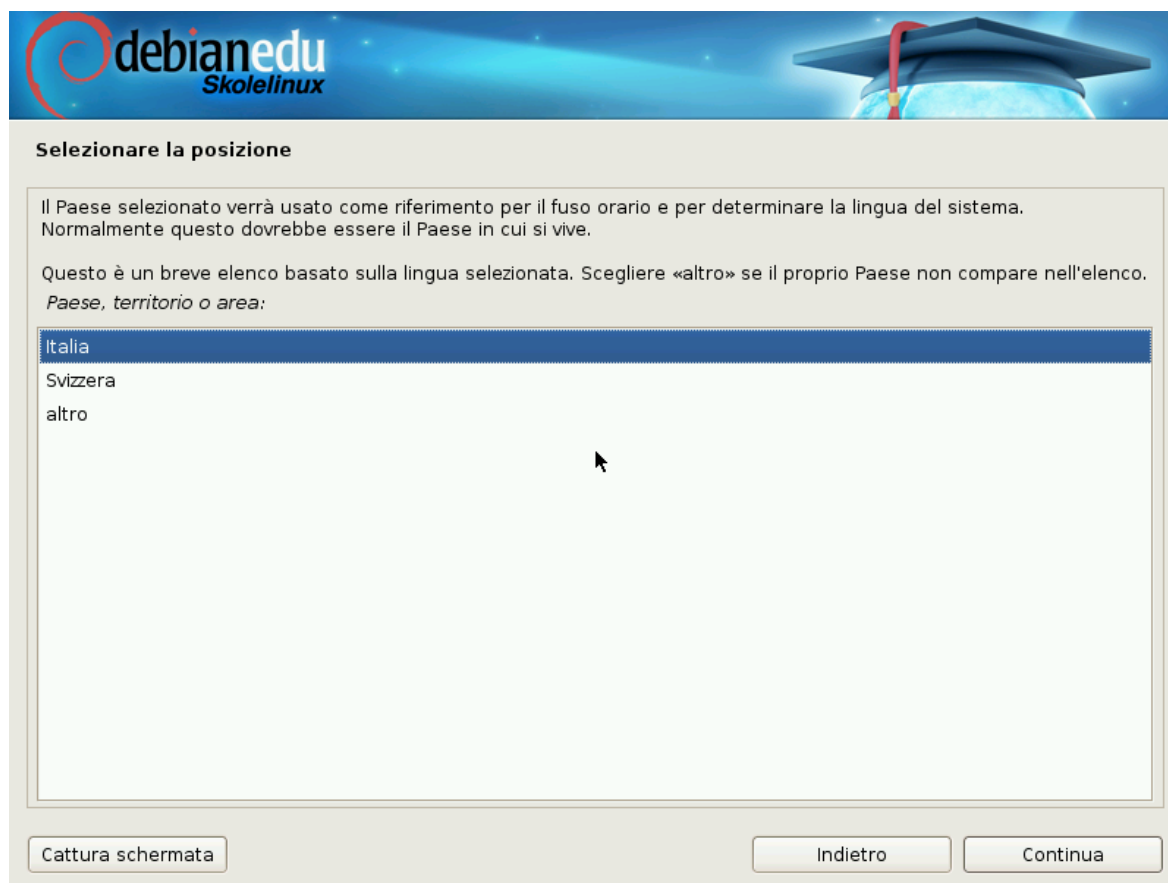 debianedu
Skolelinux
Selezionare la posizione
Il Paese selezionato verrà usato come riferimento per il fuso orario e per determinare la lingua del sistema.
Normalmente questo dovrebbe essere il Paese in cui si vive.
Questo è un breve elenco basato sulla lingua selezionata. Scegliere «altro» se il proprio Paese non compare nell'elenco.
Paese, territorio o area:
Italia
Svizzera
altro
Cattura schermata
Indietro
Continua